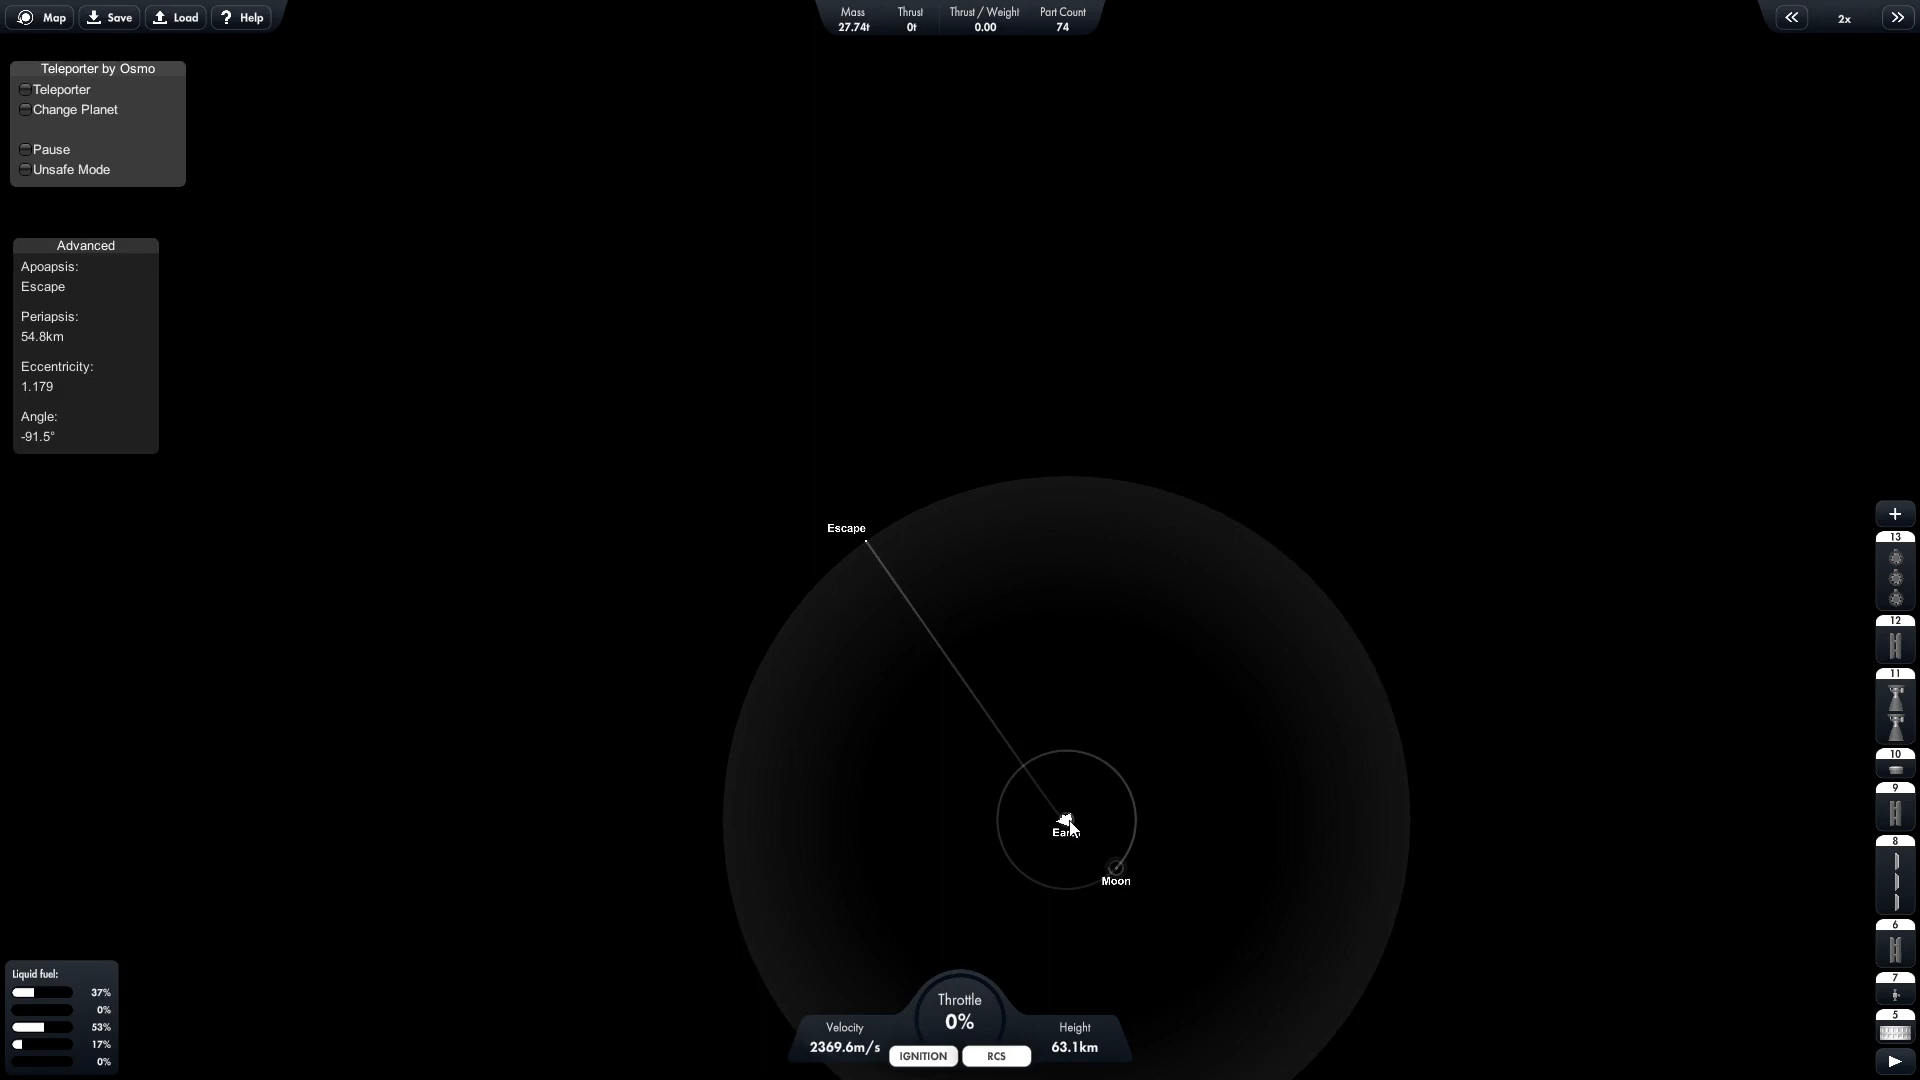 Map
Save
Load
? Help
Mass
27.74t
Thrust
0t
Thrust / Weight
0.00
Part Count
74
2x
Teleporter by Osmo
Teleporter
Change Planet
Pause
Unsafe Mode
Advanced
Apoapsis:
Escape
Periapsis:
54.8km
Eccentricity:
1.179
Angle:
-91.5°
Escape
Moon
13
12
11
10
9
8
6
7
5
Liquid fuel:
37%
0%
53%
17%
0%
Throttle
0%
Velocity
2369.6m/s
IGNITION
RCS
Height
63.1km